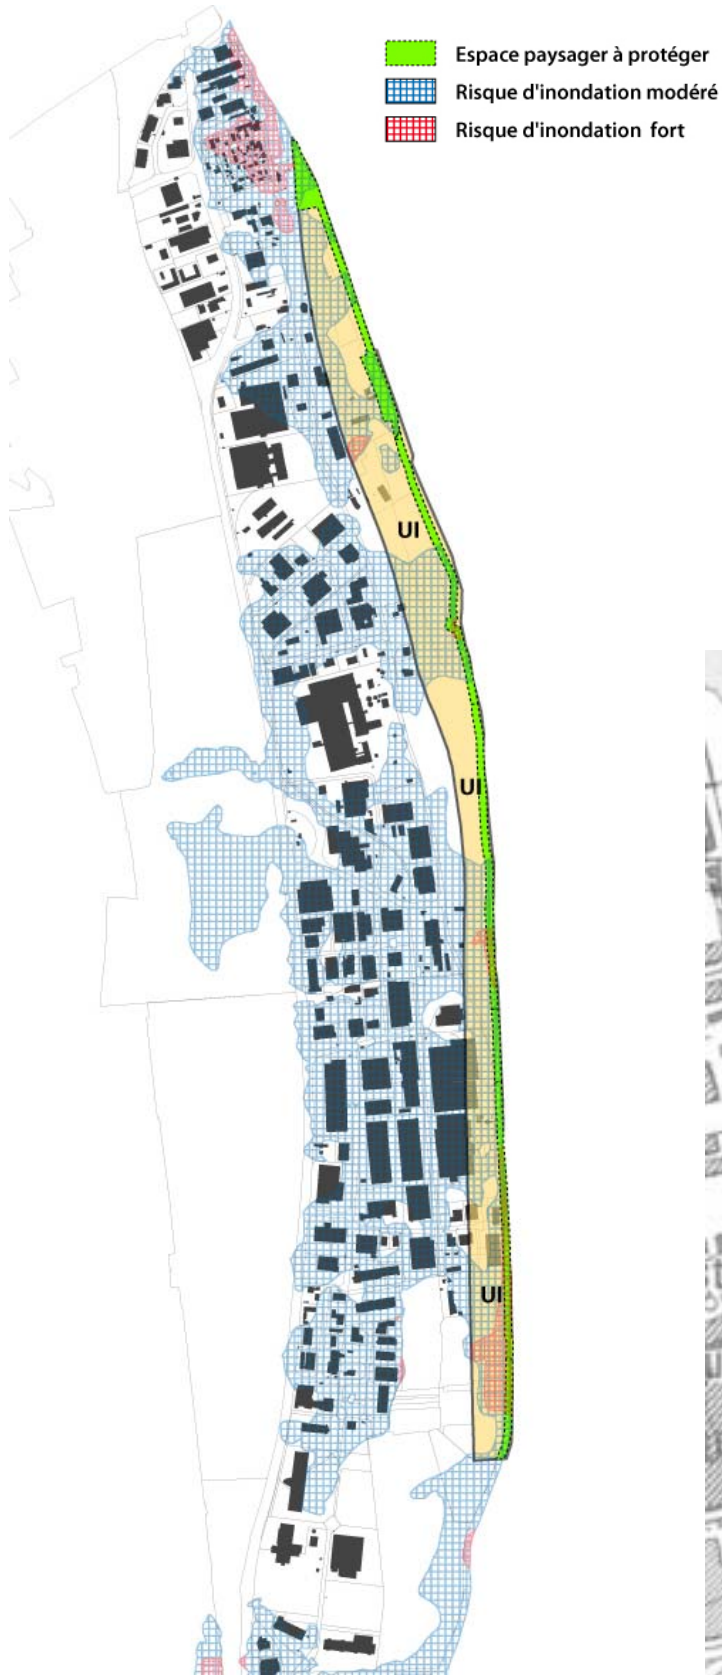 Espace paysager à protéger
Risque d'inondation modéré
Risque d'inondation fort
UI
UI
UI